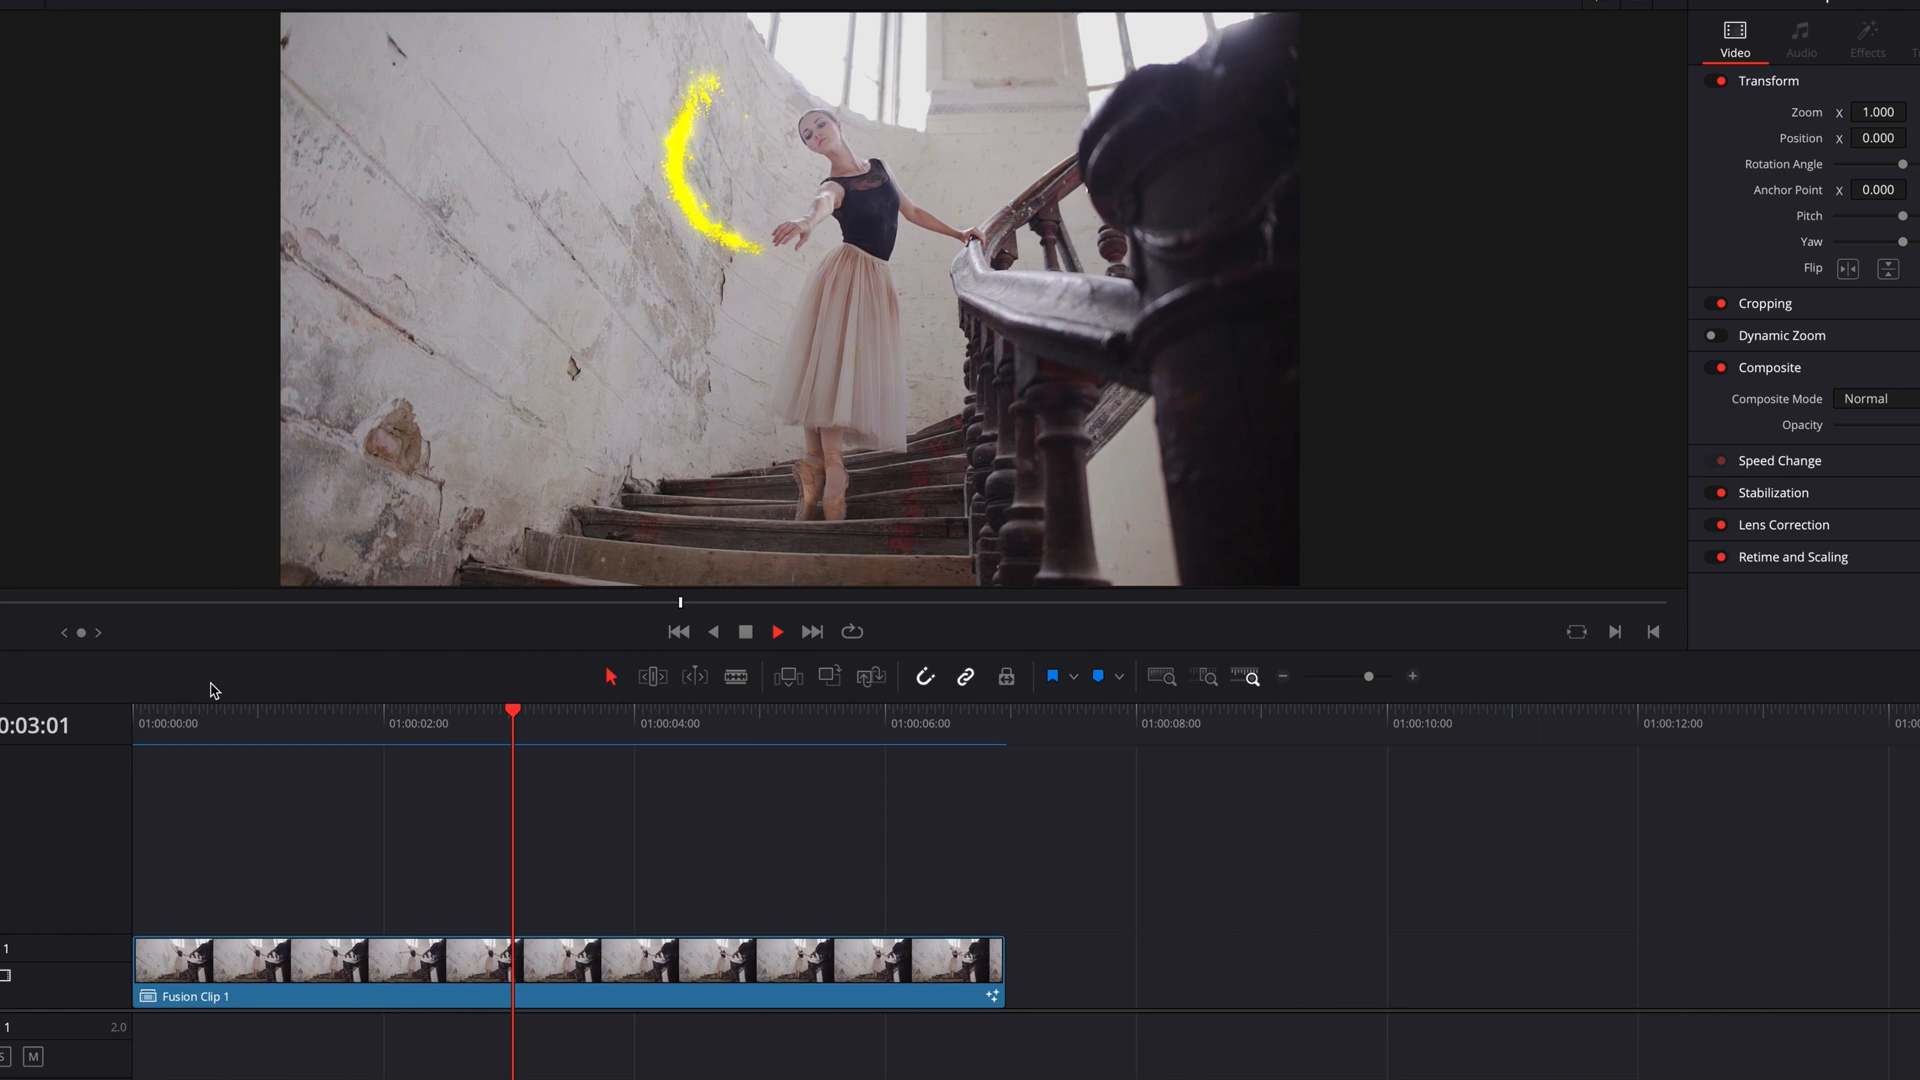 Video
Audio
Effects
Transform
Zoom X 1.000
Position X 0.000
Rotation Angle
Anchor Point X 0.000
Pitch
Yaw
Flip
Cropping
Dynamic Zoom
Composite
Composite Mode Normal
Opacity
Speed Change
Stabilization
Lens Correction
Retime and Scaling
0:03:01
01:00:00:00
01:00:02:00
01:00:04:00
01:00:06:00
01:00:08:00
01:00:10:00
01:00:12:00
1
Fusion Clip 1
1
2.0
S
M